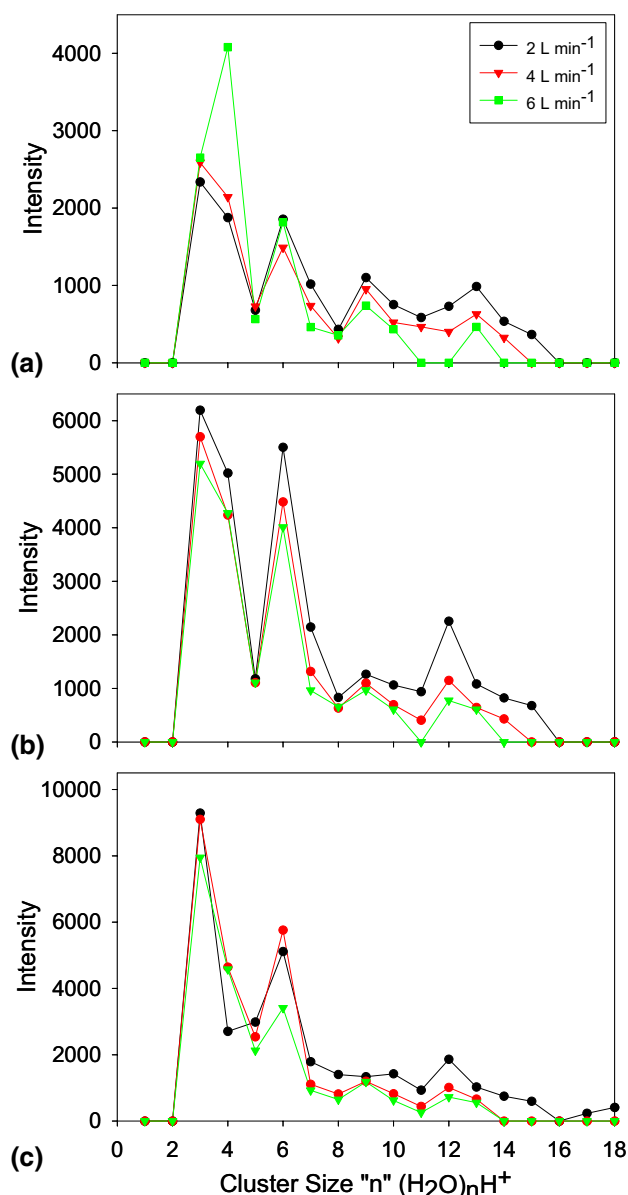 4000
3000
2000
1000
0
Intensity
2 L min⁻¹
4 L min⁻¹
6 L min⁻¹
(a)
6000
5000
4000
3000
2000
1000
0
Intensity
(b)
10000
8000
6000
4000
2000
0
Intensity
0 2 4 6 8 10 12 14 16 18
(c)
Cluster Size "n" (H₂O)ₙH⁺